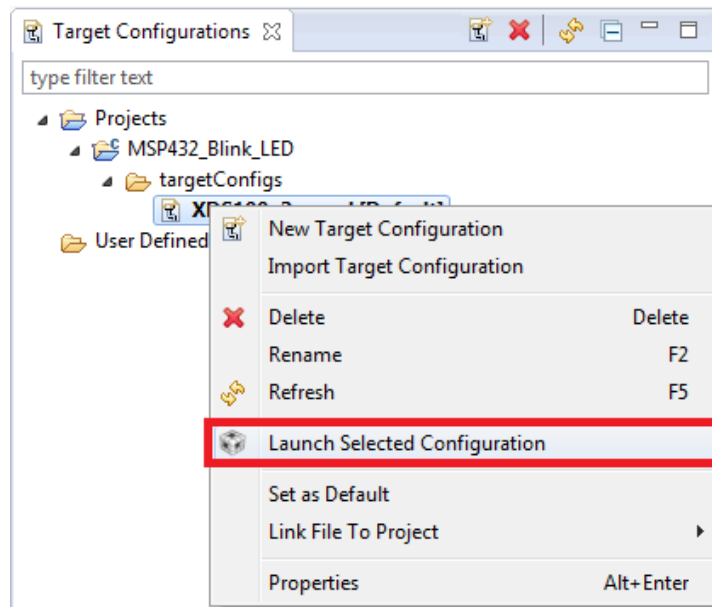 Target Configurations
type filter text
Projects
MSP432_Blink_LED
targetConfigs
User Defined
New Target Configuration
Import Target Configuration
Delete Delete
Rename F2
Refresh F5
Launch Selected Configuration
Set as Default
Link File To Project
Properties Alt+Enter